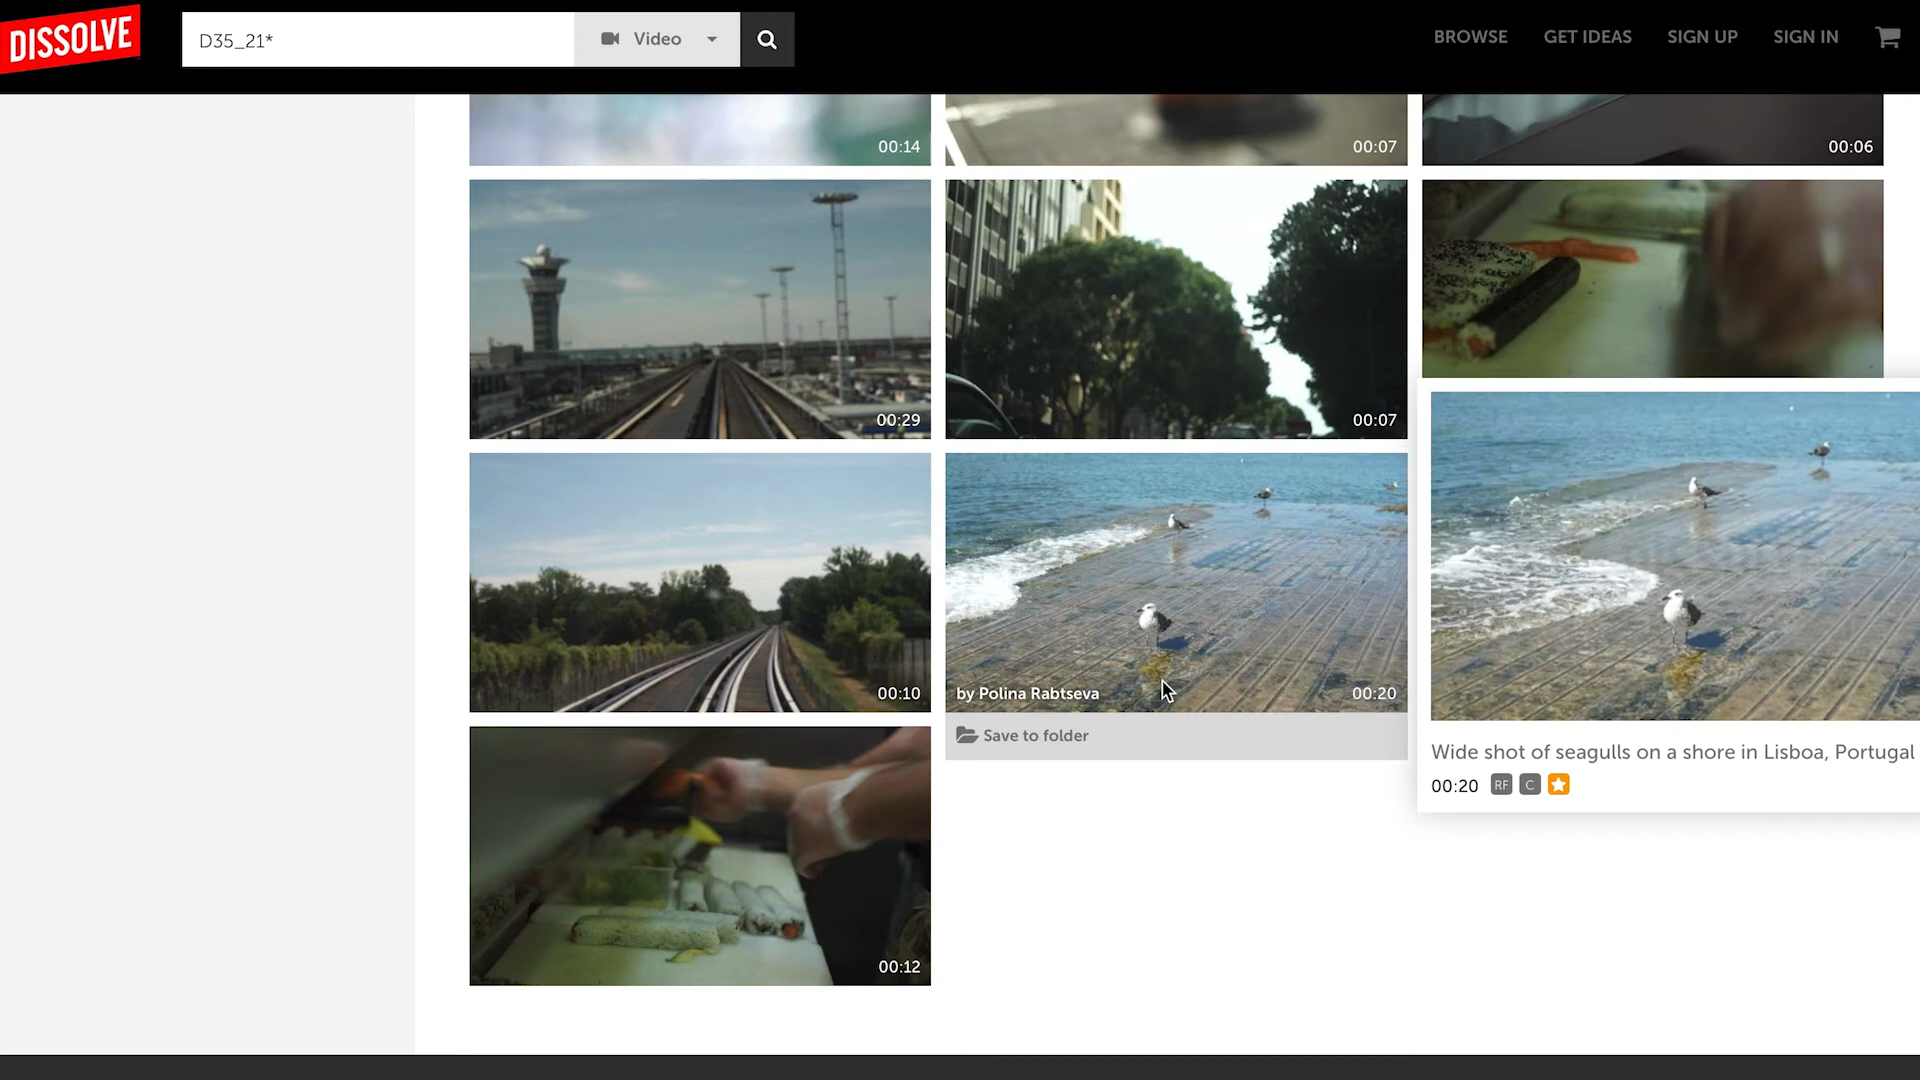 DISSOLVE
D35_21*
Video
BROWSE
GET IDEAS
SIGN UP
SIGN IN
00:14
00:07
00:06
00:29
00:07
00:10
by Polina Rabtseva
00:20
Save to folder
Wide shot of seagulls on a shore in Lisboa, Portugal
00:20
RF
C
00:12